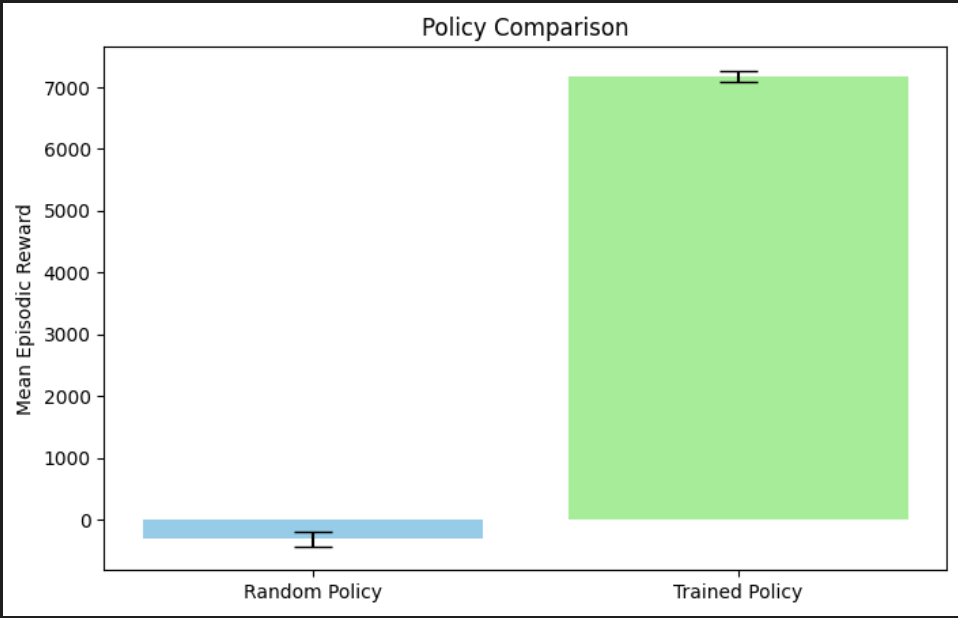 Policy Comparison
Mean Episodic Reward
7000
6000
5000
4000
3000
2000
1000
0
Random Policy
Trained Policy